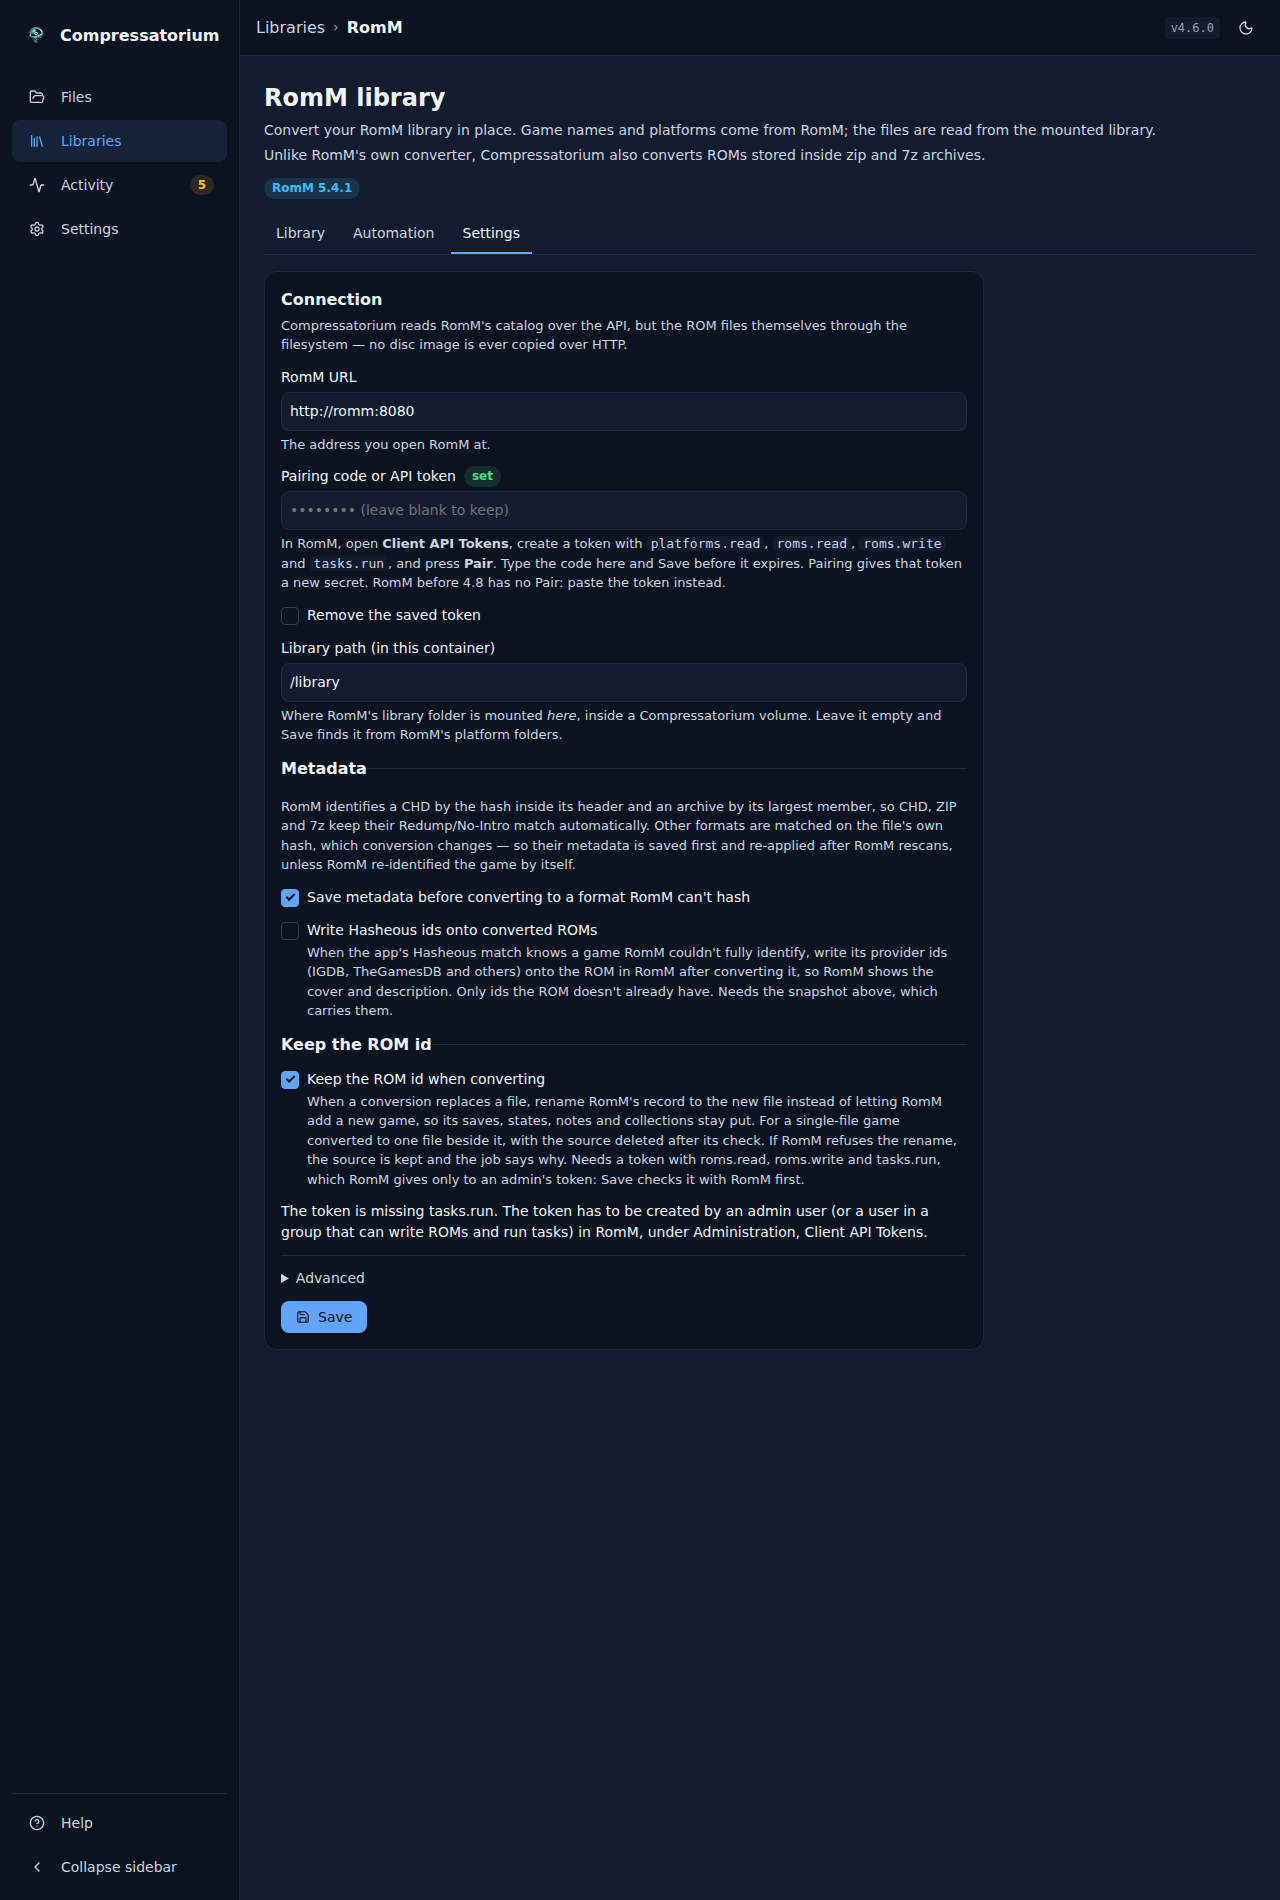 Compressatorium
Libraries › RomM
v4.6.0
Files
Libraries
Activity
5
Settings
RomM library
Convert your RomM library in place. Game names and platforms come from RomM; the files are read from the mounted library.
Unlike RomM's own converter, Compressatorium also converts ROMs stored inside zip and 7z archives.
RomM 5.4.1
Library
Automation
Settings
Connection
Compressatorium reads RomM's catalog over the API, but the ROM files themselves through the
filesystem — no disc image is ever copied over HTTP.
RomM URL
http://romm:8080
The address you open RomM at.
Pairing code or API token set
•••••••• (leave blank to keep)
In RomM, open Client API Tokens, create a token with platforms.read, roms.read, roms.write
and tasks.run, and press Pair. Type the code here and Save before it expires. Pairing gives that token
a new secret. RomM before 4.8 has no Pair: paste the token instead.
Remove the saved token
Library path (in this container)
/library
Where RomM's library folder is mounted here, inside a Compressatorium volume. Leave it empty and
Save finds it from RomM's platform folders.
Metadata
RomM identifies a CHD by the hash inside its header and an archive by its largest member, so CHD, ZIP
and 7z keep their Redump/No-Intro match automatically. Other formats are matched on the file's own
hash, which conversion changes — so their metadata is saved first and re-applied after RomM rescans,
unless RomM re-identified the game by itself.
Save metadata before converting to a format RomM can't hash
Write Hasheous ids onto converted ROMs
When the app's Hasheous match knows a game RomM couldn't fully identify, write its provider ids
(IGDB, TheGamesDB and others) onto the ROM in RomM after converting it, so RomM shows the
cover and description. Only ids the ROM doesn't already have. Needs the snapshot above, which
carries them.
Keep the ROM id
Keep the ROM id when converting
When a conversion replaces a file, rename RomM's record to the new file instead of letting RomM
add a new game, so its saves, states, notes and collections stay put. For a single-file game
converted to one file beside it, with the source deleted after its check. If RomM refuses the rename,
the source is kept and the job says why. Needs a token with roms.read, roms.write and tasks.run,
which RomM gives only to an admin's token: Save checks it with RomM first.
The token is missing tasks.run. The token has to be created by an admin user (or a user in a
group that can write ROMs and run tasks) in RomM, under Administration, Client API Tokens.
Advanced
Save
Help
Collapse sidebar